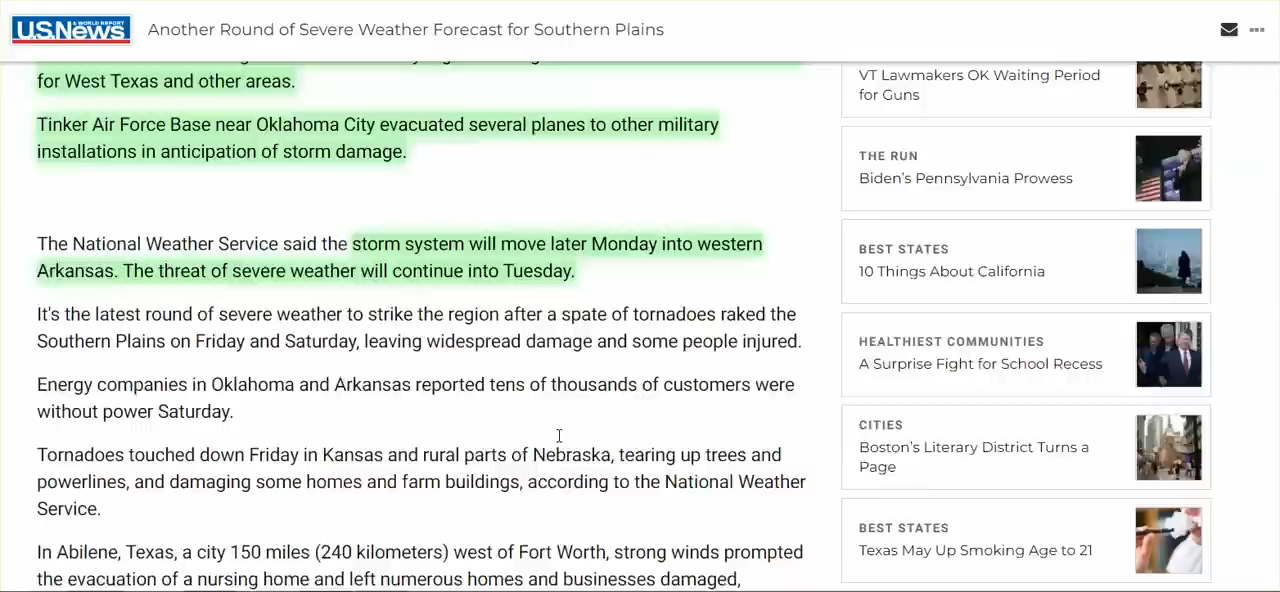 U.S.News
& WORLD REPORT
Another Round of Severe Weather Forecast for Southern Plains
for West Texas and other areas.
Tinker Air Force Base near Oklahoma City evacuated several planes to other military
installations in anticipation of storm damage.
The National Weather Service said the storm system will move later Monday into western
Arkansas. The threat of severe weather will continue into Tuesday.
It's the latest round of severe weather to strike the region after a spate of tornadoes raked the
Southern Plains on Friday and Saturday, leaving widespread damage and some people injured.
Energy companies in Oklahoma and Arkansas reported tens of thousands of customers were
without power Saturday.
Tornadoes touched down Friday in Kansas and rural parts of Nebraska, tearing up trees and
powerlines, and damaging some homes and farm buildings, according to the National Weather
Service.
In Abilene, Texas, a city 150 miles (240 kilometers) west of Fort Worth, strong winds prompted
the evacuation of a nursing home and left numerous homes and businesses damaged,
VT Lawmakers OK Waiting Period
for Guns
THE RUN
Biden's Pennsylvania Prowess
BEST STATES
10 Things About California
HEALTHIEST COMMUNITIES
A Surprise Fight for School Recess
CITIES
Boston's Literary District Turns a
Page
BEST STATES
Texas May Up Smoking Age to 21